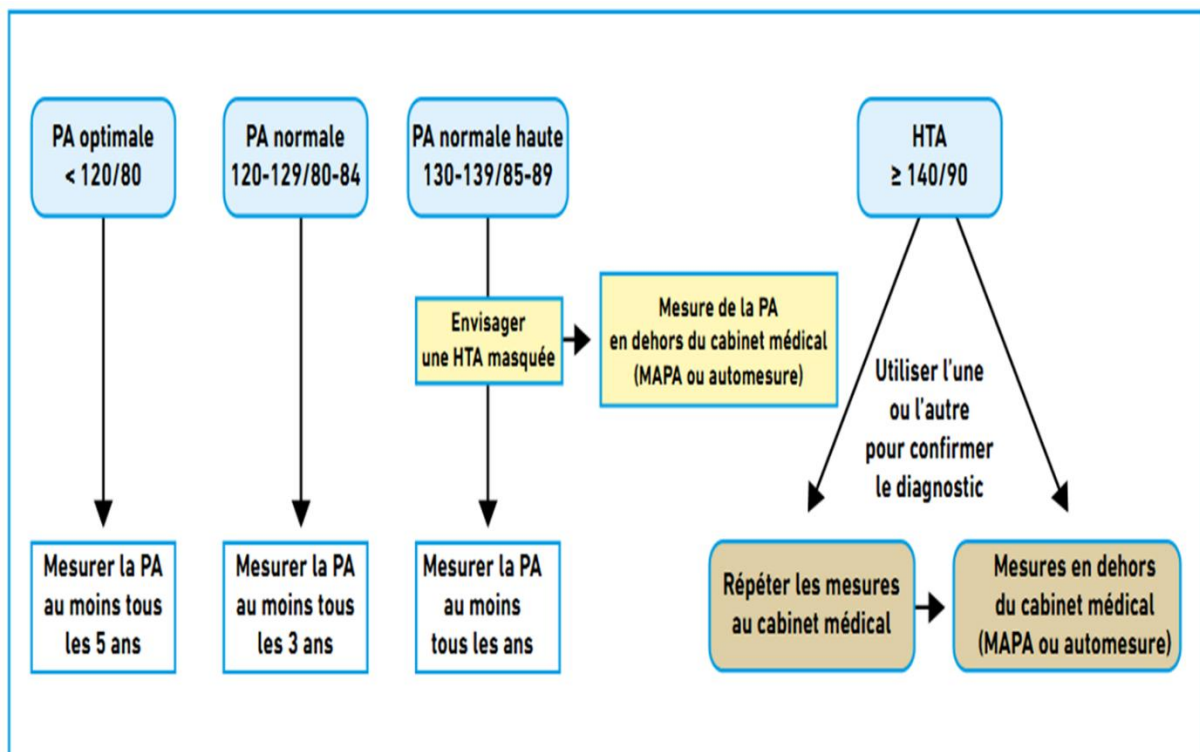 PA optimale
< 120/80
PA normale
120-129/80-84
PA normale haute
130-139/85-89
HTA
≥ 140/90
Envisager
une HTA masquée
Mesure de la PA
en dehors du cabinet médical
(MAPA ou automesure)
Utiliser l'une
ou l'autre
pour confirmer
le diagnostic
Mesurer la PA
au moins tous
les 5 ans
Mesurer la PA
au moins tous
les 3 ans
Mesurer la PA
au moins
tous les ans
Répéter les mesures
au cabinet médical
Mesures en dehors
du cabinet médical
(MAPA ou automesure)